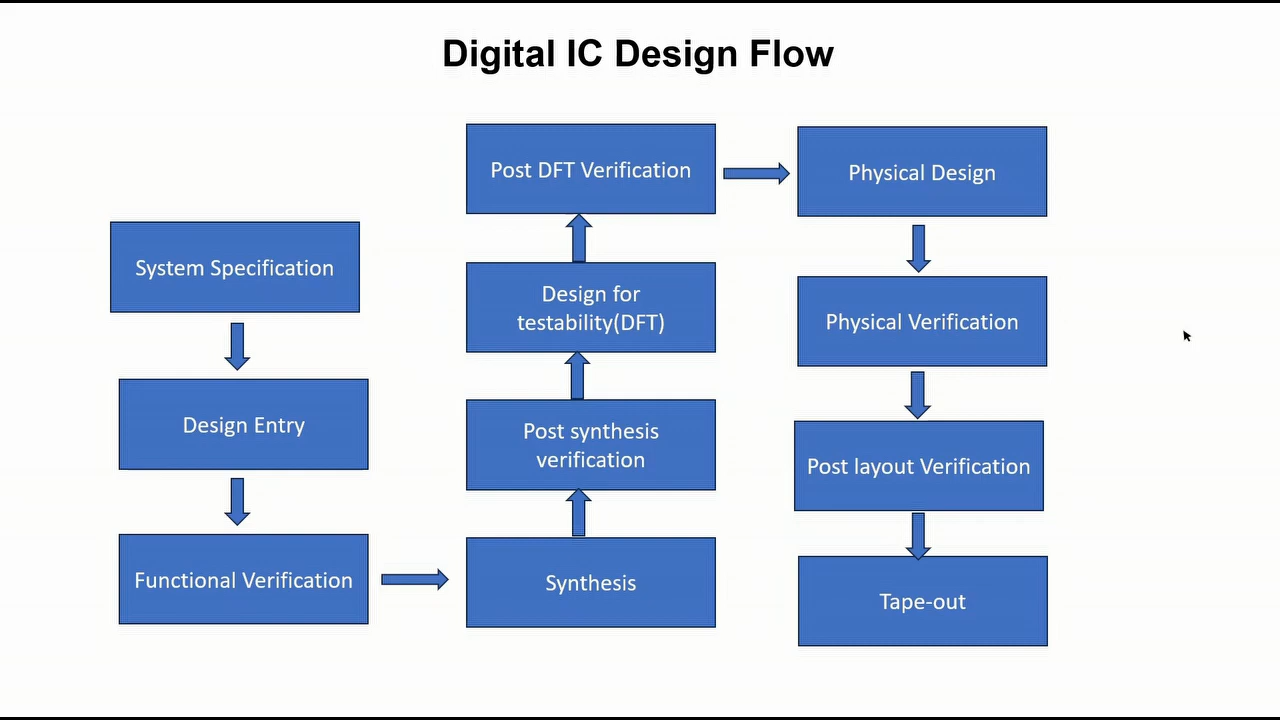 Digital IC Design Flow
System Specification
Design Entry
Functional Verification
Synthesis
Post synthesis
verification
Design for
testability(DFT)
Post DFT Verification
Physical Design
Physical Verification
Post layout Verification
Tape-out